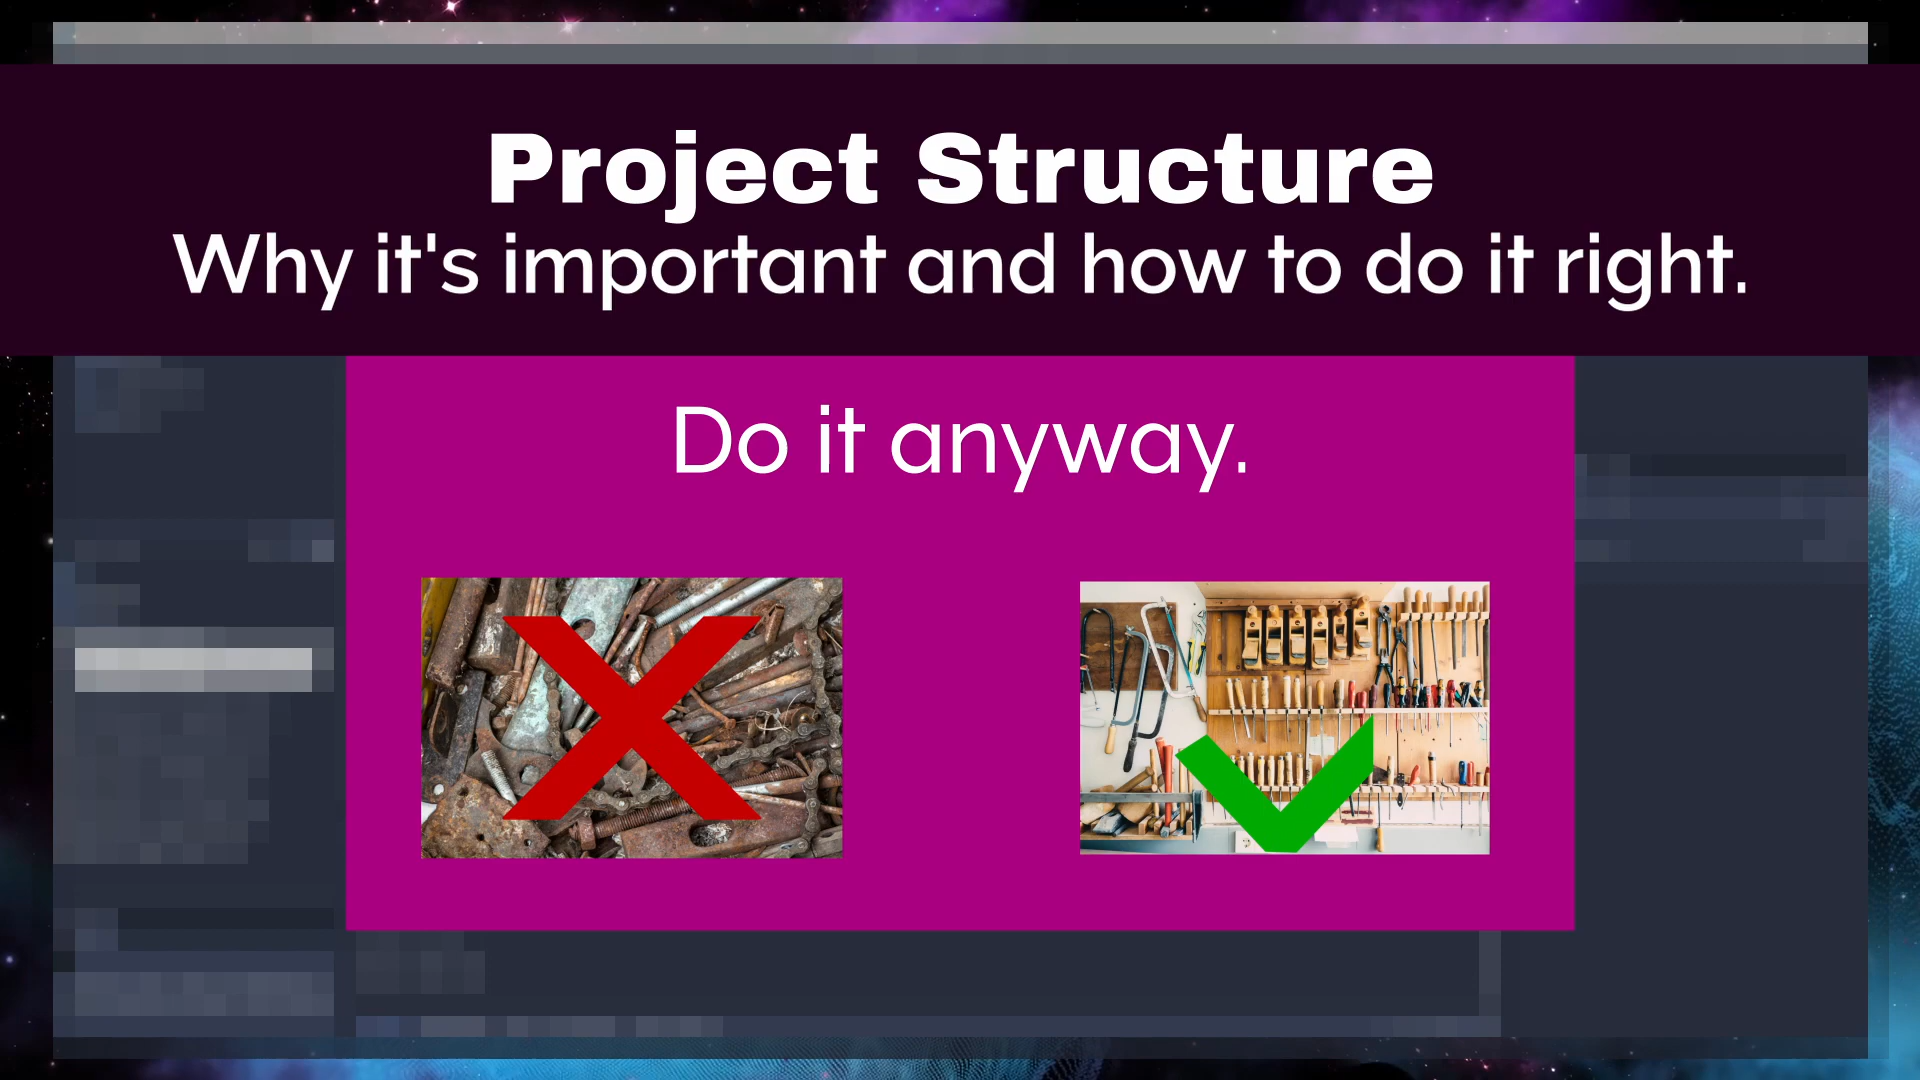 Project Structure
Why it's important and how to do it right.
Do it anyway.